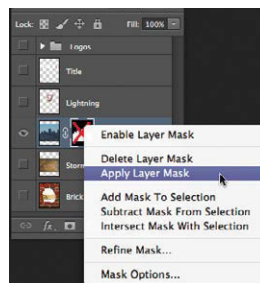 Lock: Fill: 100%
Logos
Title
Lightning
Enable Layer Mask
Delete Layer Mask
Apply Layer Mask
Storm
Add Mask To Selection
Brick
Subtract Mask From Selection
Intersect Mask With Selection
fx.
Refine Mask...
Mask Options...